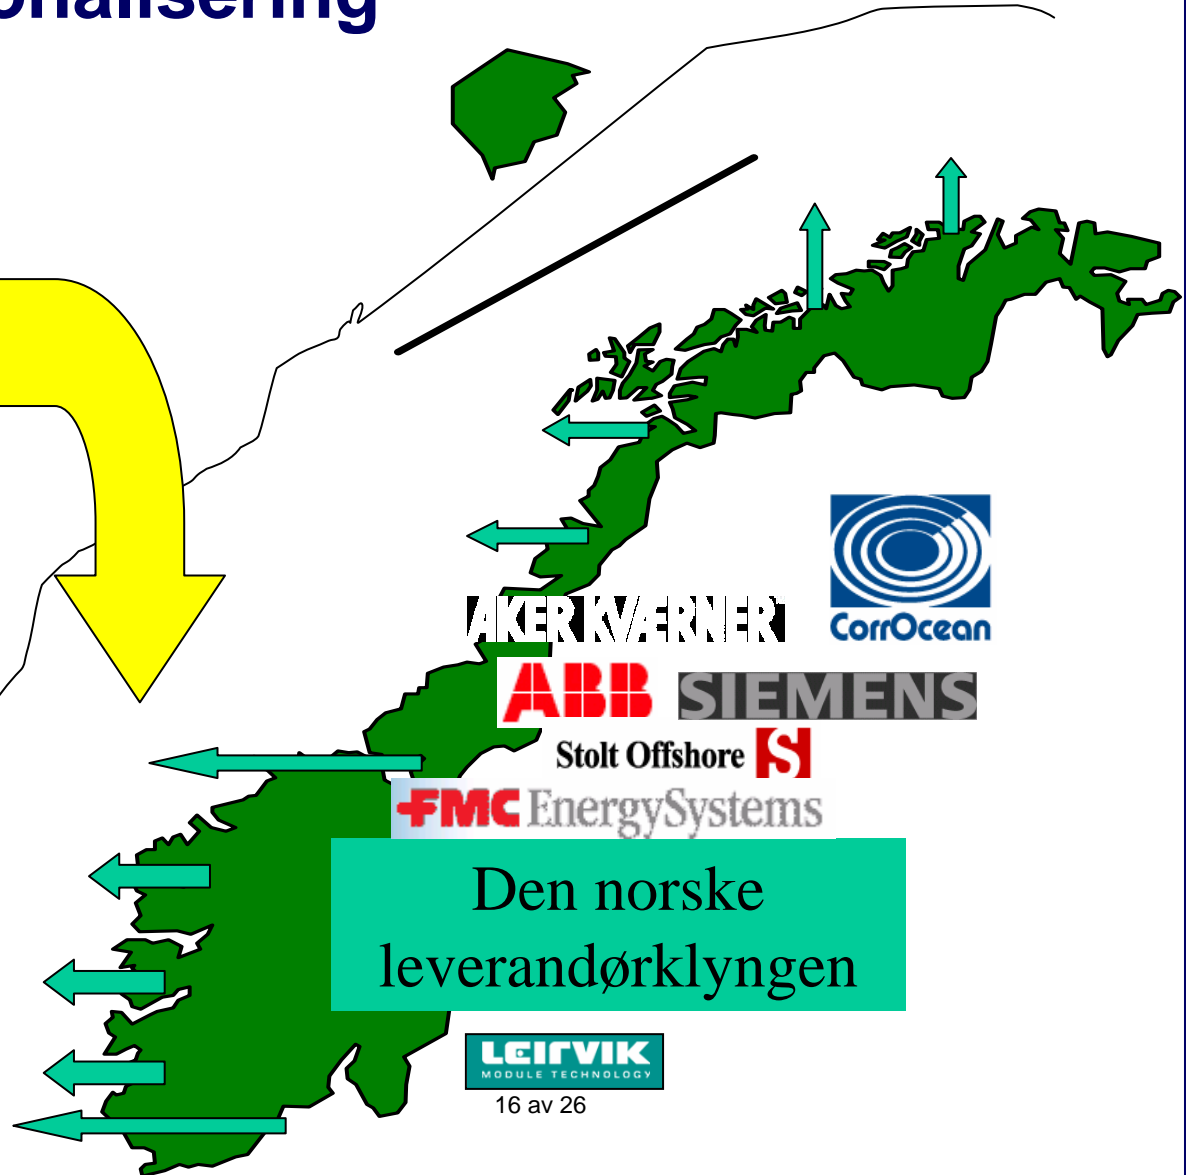 onalisering
AKER KVÆRNER
CorrOcean
ABB SIEMENS
Stolt Offshore S
FMC EnergySystems
Den norske
leverandørklyngen
LEIrVIK
MODULE TECHNOLOGY
16 av 26